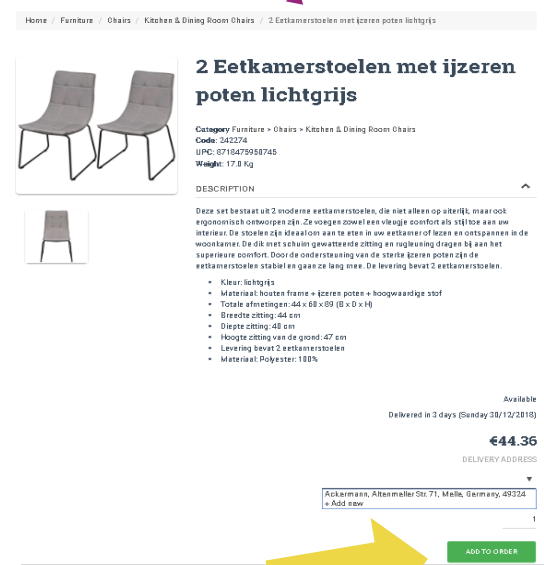 Home / Furniture / Chairs / Kitchen & Dining Room Chairs / 2 Eetkamerstoelen met ijzeren poten lichtgrijs
2 Eetkamerstoelen met ijzeren
poten lichtgrijs
Category Furniture > Chairs > Kitchen & Dining Room Chairs
Code: 242274
UPC: 8718475950745
Weight: 17.0 Kg
DESCRIPTION
Deze set bestaat uit 2 moderne eetkamerstoelen, die niet alleen op uiterlijk, maar ook
ergonomisch ontworpen zijn. Ze voegen zowel een vleugje comfort als stijl toe aan uw
interieur. De stoelen zijn ideaal om aan te eten in uw eetkamer of lezen en ontspannen in de
woonkamer. De dik met schuim gewatteerde zitting en rugleuning dragen bij aan het
superieure comfort. Door de ondersteuning van de sterke ijzeren poten zijn de
eetkamerstoelen stabiel en gaan ze lang mee. De levering bevat 2 eetkamerstoelen.
• Kleur: lichtgrijs
• Materiaal: houten frame + ijzeren poten + hoogwaardige stof
• Totale afmetingen: 44 x 60 x 89 (B x D x H)
• Breedte zitting: 44 cm
• Diepte zitting: 40 cm
• Hoogte zitting van de grond: 47 cm
• Levering bevat 2 eetkamerstoelen
• Materiaal: Polyester: 100%
Available
Delivered in 3 days (Sunday 30/12/2018)
€44.36
DELIVERY ADDRESS
Ackermann, Altenmeller Str. 71, Melle, Germany, 49324
+ Add new
1
ADD TO ORDER